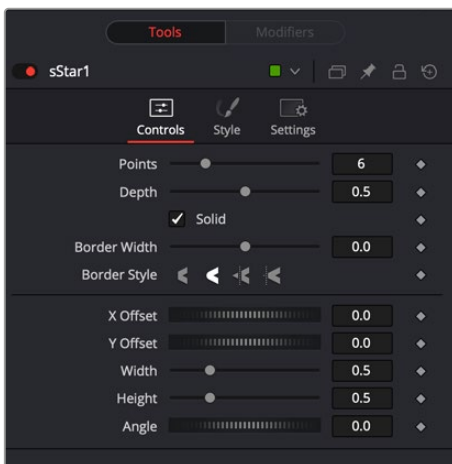 Tools Modifiers
sStar1
Controls Style Settings
Points 6
Depth 0.5
Solid
Border Width 0.0
Border Style
X Offset 0.0
Y Offset 0.0
Width 0.5
Height 0.5
Angle 0.0